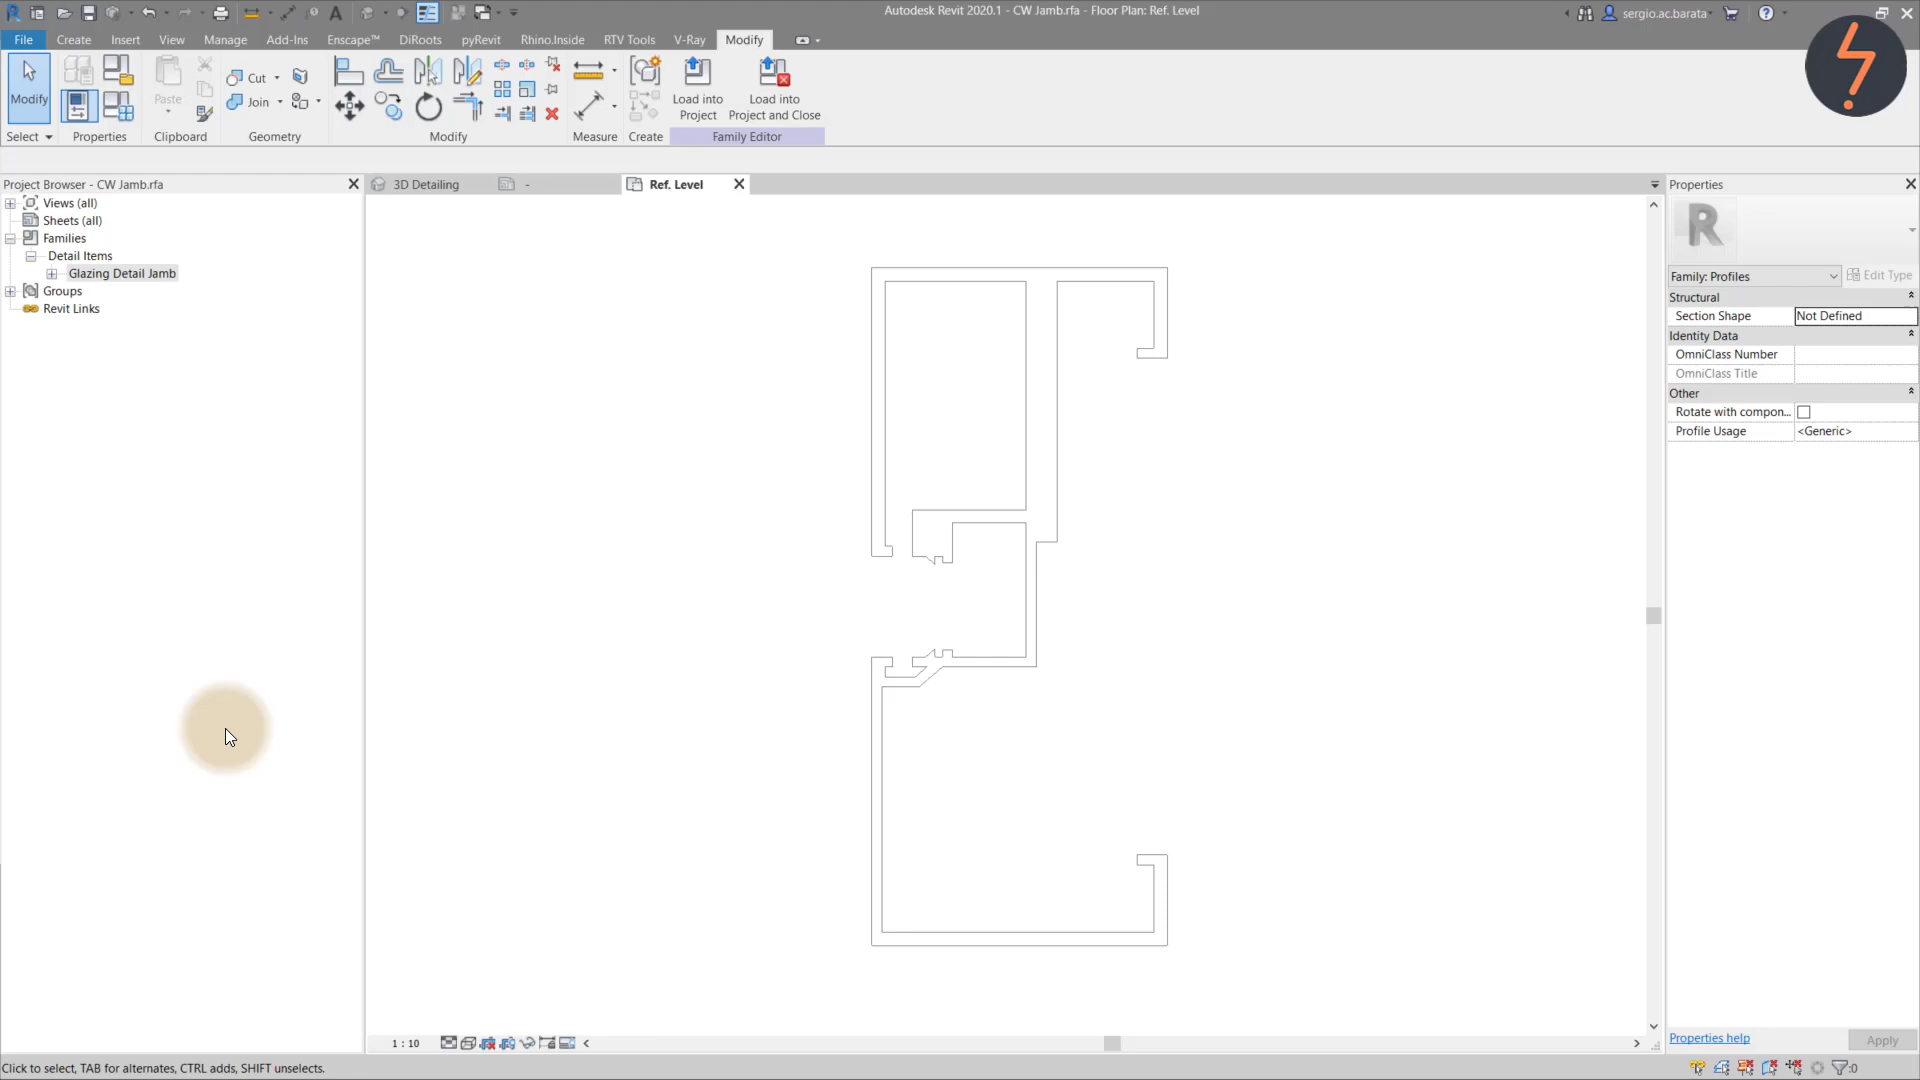 Autodesk Revit 2020.1 - CW Jamb.rfa - Floor Plan: Ref. Level
sergio.ac.barata
File Create Insert View Manage Add-Ins Enscape™ DiRoots pyRevit Rhino.Inside RTV Tools V-Ray Modify
Modify
Paste
Cut
Join
Load into
Project
Load into
Project and Close
Select Properties Clipboard Geometry Modify Measure Create Family Editor
Project Browser - CW Jamb.rfa
Views (all)
Sheets (all)
Families
Detail Items
Glazing Detail Jamb
Groups
Revit Links
3D Detailing
-
Ref. Level
Properties
R
Family: Profiles
Edit Type
Structural
Section Shape Not Defined
Identity Data
OmniClass Number
OmniClass Title
Other
Rotate with compon...
Profile Usage <Generic>
1 : 10
Properties help
Apply
Click to select, TAB for alternates, CTRL adds, SHIFT unselects.
:0